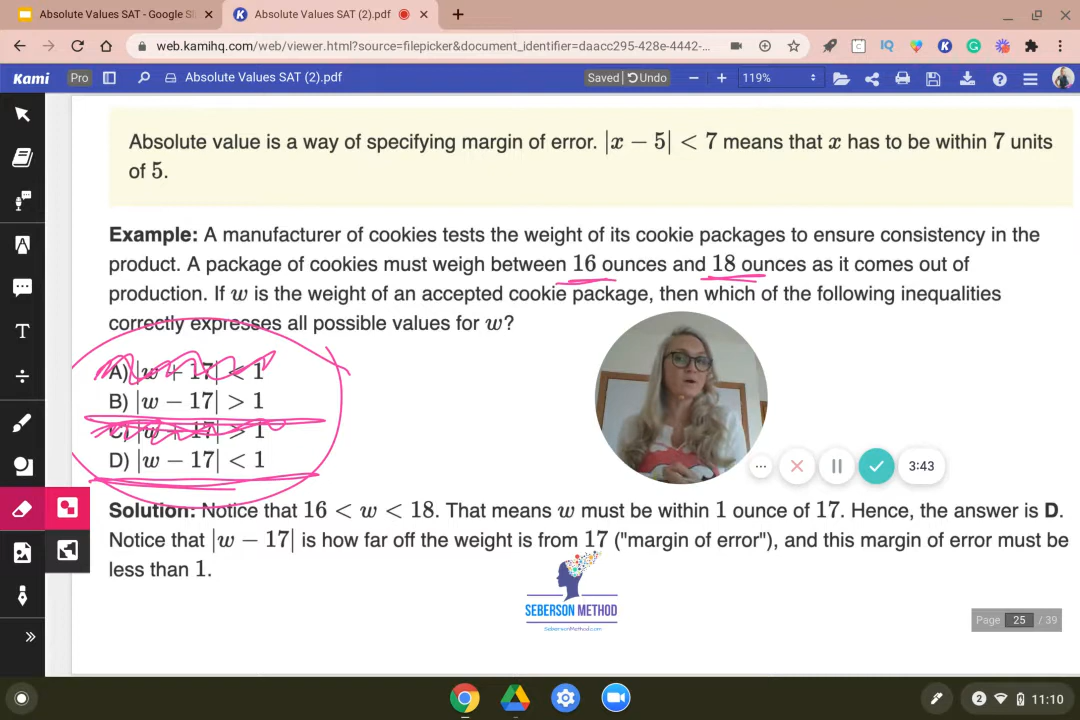 Absolute Values SAT - Google Sl
Absolute Values SAT (2).pdf
web.kamihq.com/web/viewer.html?source=filepicker&document_identifier=daacc295-428e-4442-...
Kami Pro Absolute Values SAT (2).pdf Saved Undo 119%
Absolute value is a way of specifying margin of error. |x − 5| < 7 means that x has to be within 7 units
of 5.
Example: A manufacturer of cookies tests the weight of its cookie packages to ensure consistency in the
product. A package of cookies must weigh between 16 ounces and 18 ounces as it comes out of
production. If w is the weight of an accepted cookie package, then which of the following inequalities
correctly expresses all possible values for w?
A) |w + 17| < 1
B) |w − 17| > 1
C) |w + 17| > 1
D) |w − 17| < 1
3:43
Solution: Notice that 16 < w < 18. That means w must be within 1 ounce of 17. Hence, the answer is D.
Notice that |w − 17| is how far off the weight is from 17 ("margin of error"), and this margin of error must be
less than 1.
SEBERSON METHOD
SebersonMethod.com
Page 25 / 39
2 11:10